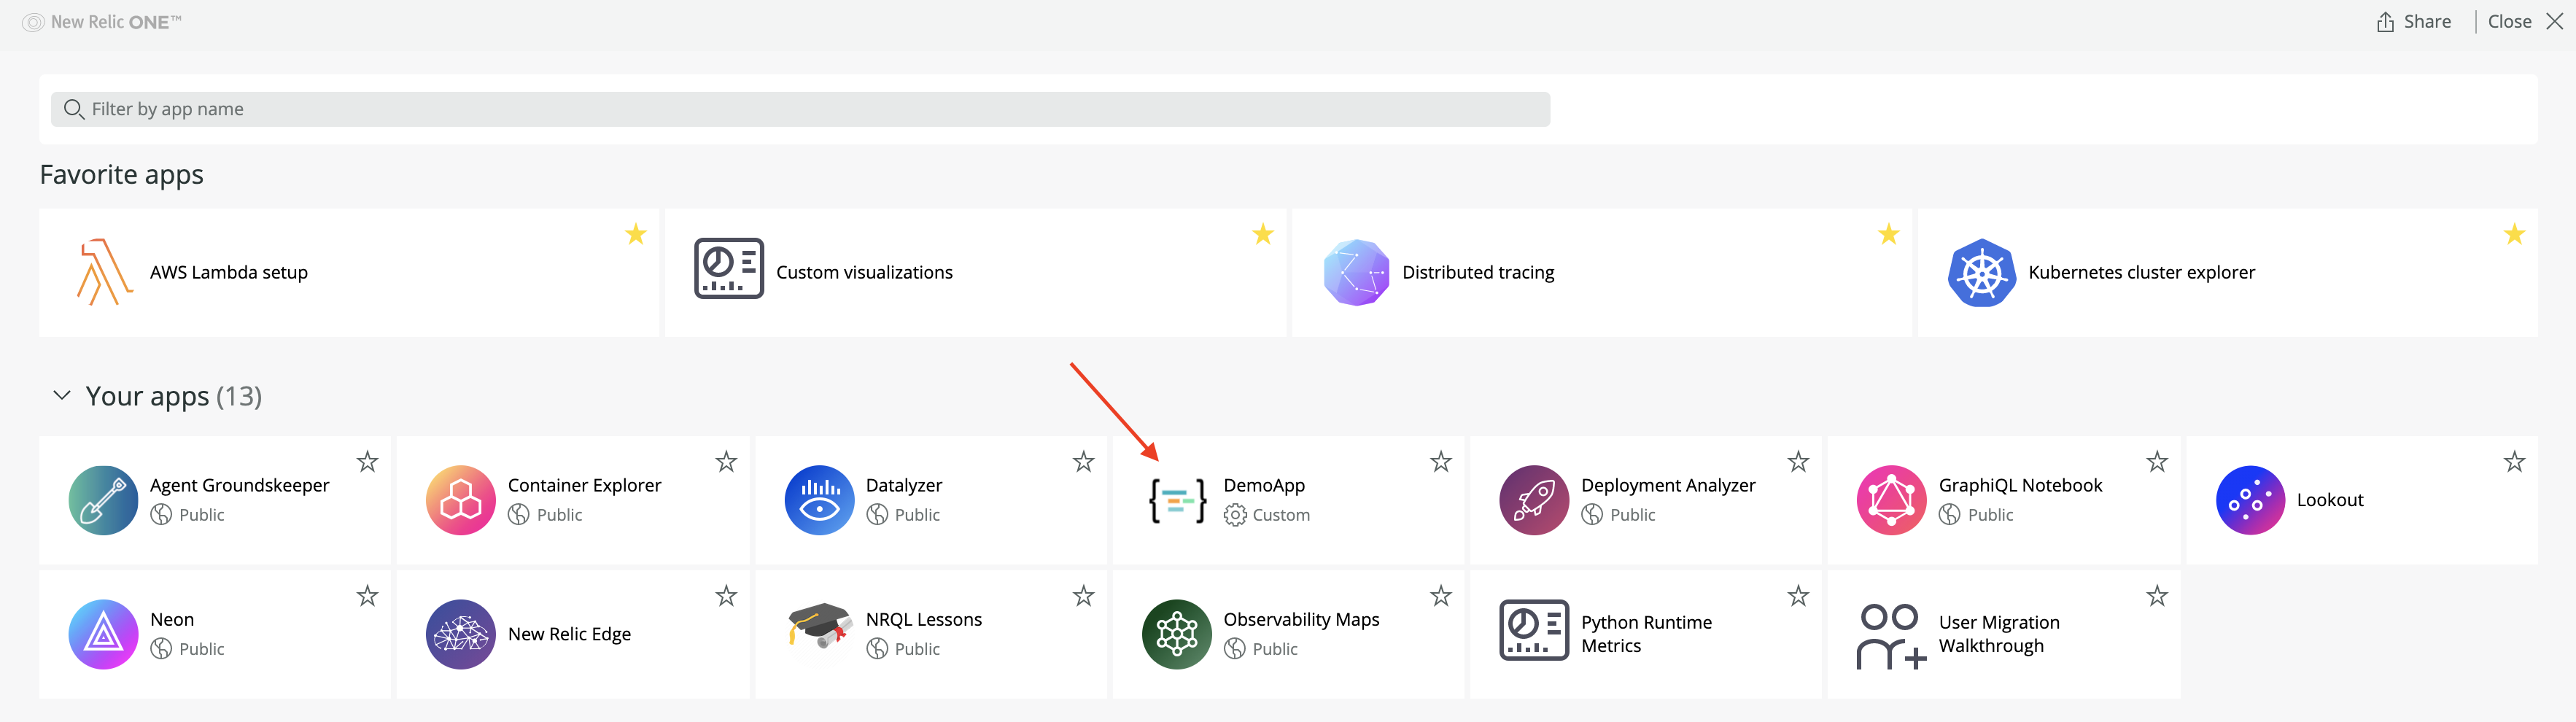 New Relic ONE™
Share
Close
Filter by app name
Favorite apps
AWS Lambda setup
Custom visualizations
Distributed tracing
Kubernetes cluster explorer
Your apps (13)
Agent Groundskeeper
Public
Container Explorer
Public
Datalyzer
Public
DemoApp
Custom
Deployment Analyzer
Public
GraphiQL Notebook
Public
Lookout
Neon
Public
New Relic Edge
NRQL Lessons
Public
Observability Maps
Public
Python Runtime
Metrics
User Migration
Walkthrough